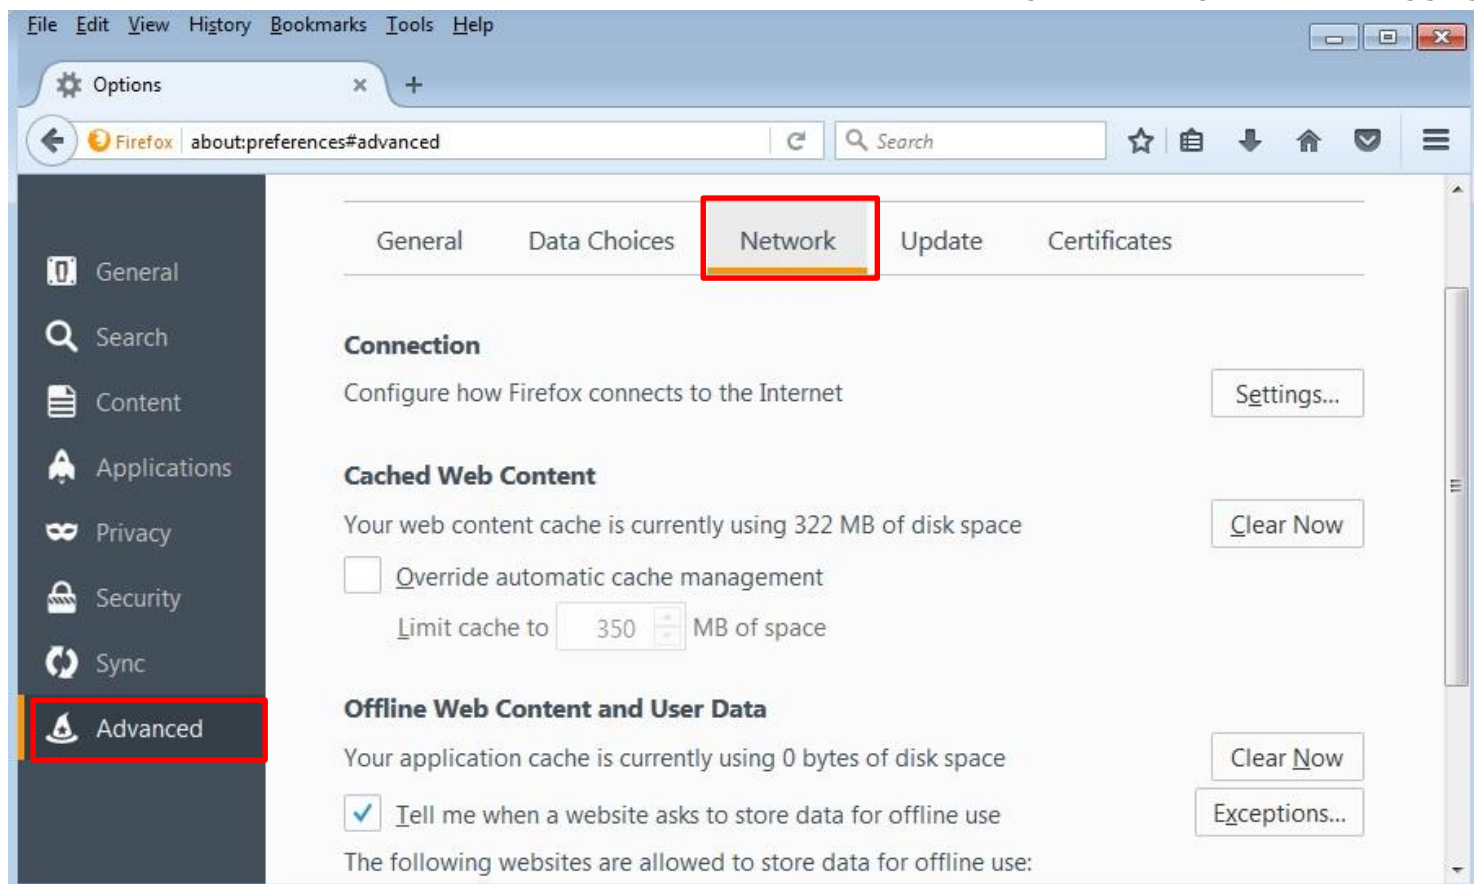 File Edit View History Bookmarks Tools Help
Options
Firefox about:preferences#advanced Search
General Data Choices Network Update Certificates
General
Search
Content
Applications
Privacy
Security
Sync
Advanced
Connection
Configure how Firefox connects to the Internet Settings...
Cached Web Content
Your web content cache is currently using 322 MB of disk space Clear Now
Override automatic cache management
Limit cache to 350 MB of space
Offline Web Content and User Data
Your application cache is currently using 0 bytes of disk space Clear Now
Tell me when a website asks to store data for offline use Exceptions...
The following websites are allowed to store data for offline use: